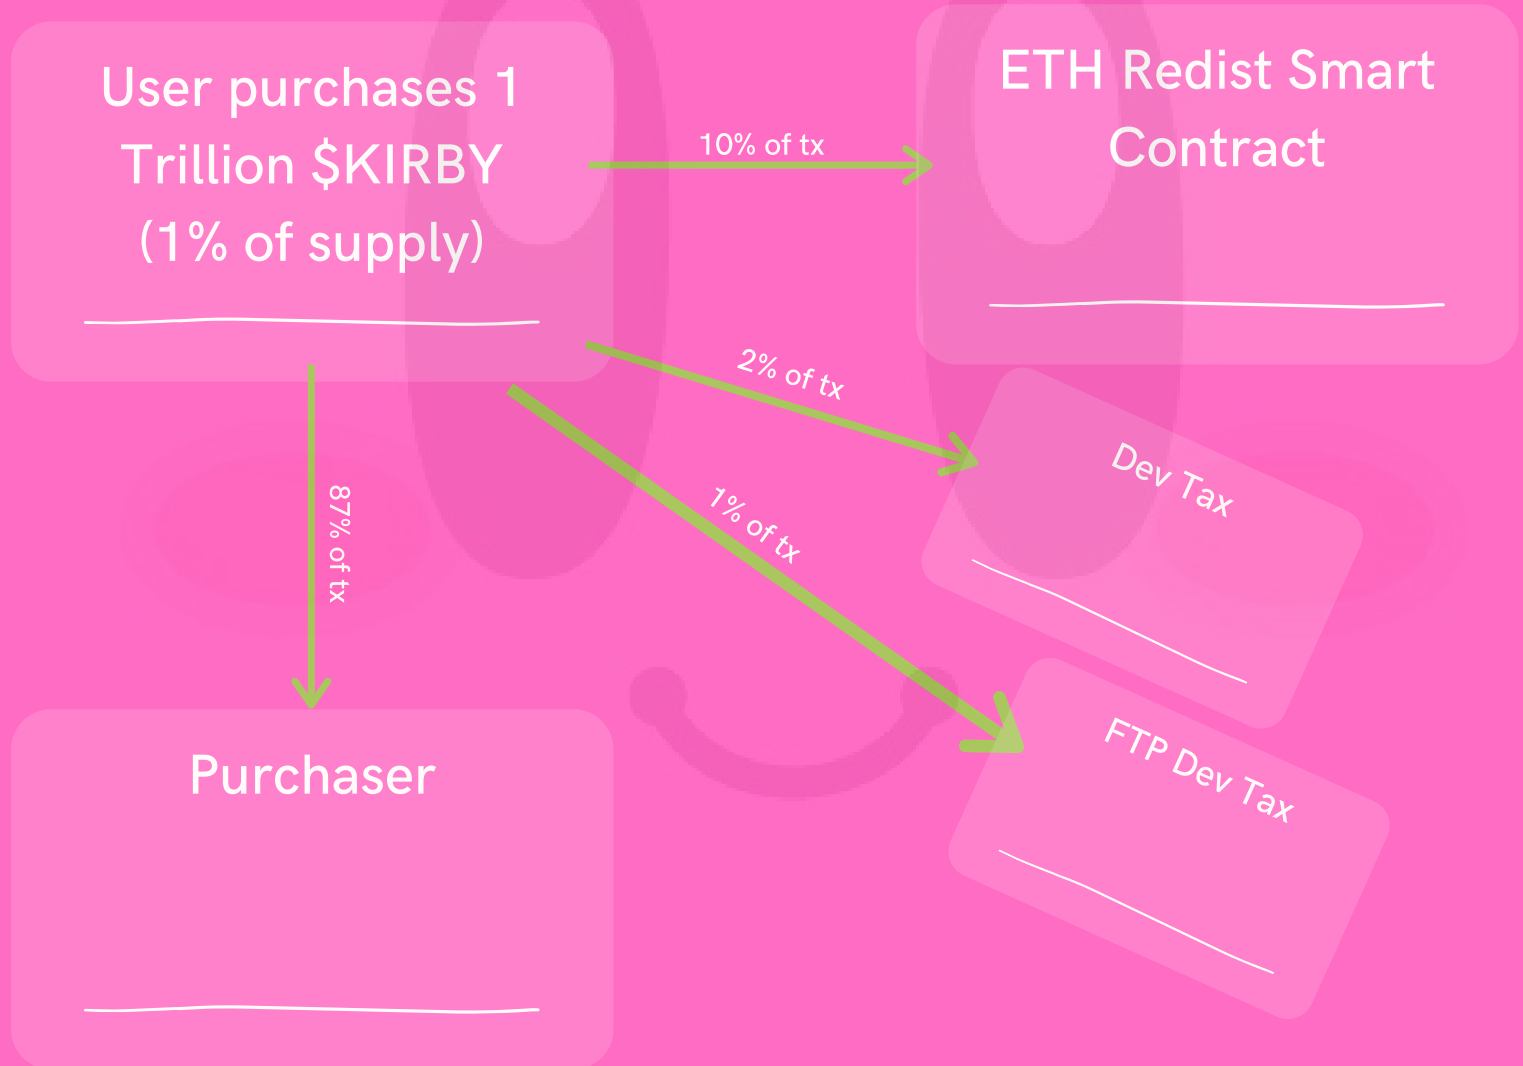 User purchases 1
Trillion $KIRBY
(1% of supply)
10% of tx
ETH Redist Smart
Contract
2% of tx
Dev Tax
1% of tx
87% of tx
FTP Dev Tax
Purchaser